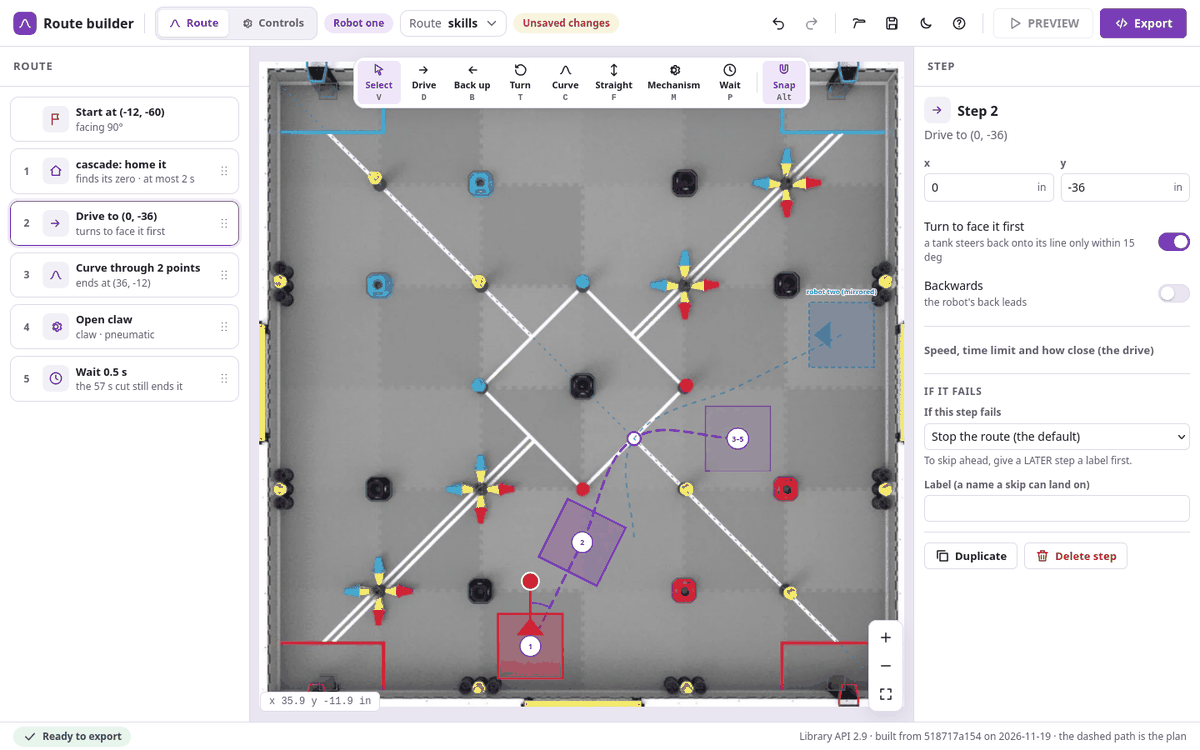 Route builder
Route
Controls
Robot one
Route skills
Unsaved changes
PREVIEW
Export
ROUTE
Start at (-12, -60)
facing 90°
1
cascade: home it
finds its zero · at most 2 s
2
Drive to (0, -36)
turns to face it first
3
Curve through 2 points
ends at (36, -12)
4
Open claw
claw · pneumatic
5
Wait 0.5 s
the 57 s cut still ends it
Select
V
Drive
D
Back up
B
Turn
T
Curve
C
Straight
F
Mechanism
M
Wait
P
Snap
Alt
robot two (mirrored)
3-5
2
1
x 35.9 y -11.9 in
STEP
Step 2
Drive to (0, -36)
x
y
0 in
-36 in
Turn to face it first
a tank steers back onto its line only within 15
deg
Backwards
the robot's back leads
Speed, time limit and how close (the drive)
IF IT FAILS
If this step fails
Stop the route (the default)
To skip ahead, give a LATER step a label first.
Label (a name a skip can land on)
Duplicate
Delete step
Ready to export
Library API 2.9 · built from 518717a154 on 2026-11-19 · the dashed path is the plan